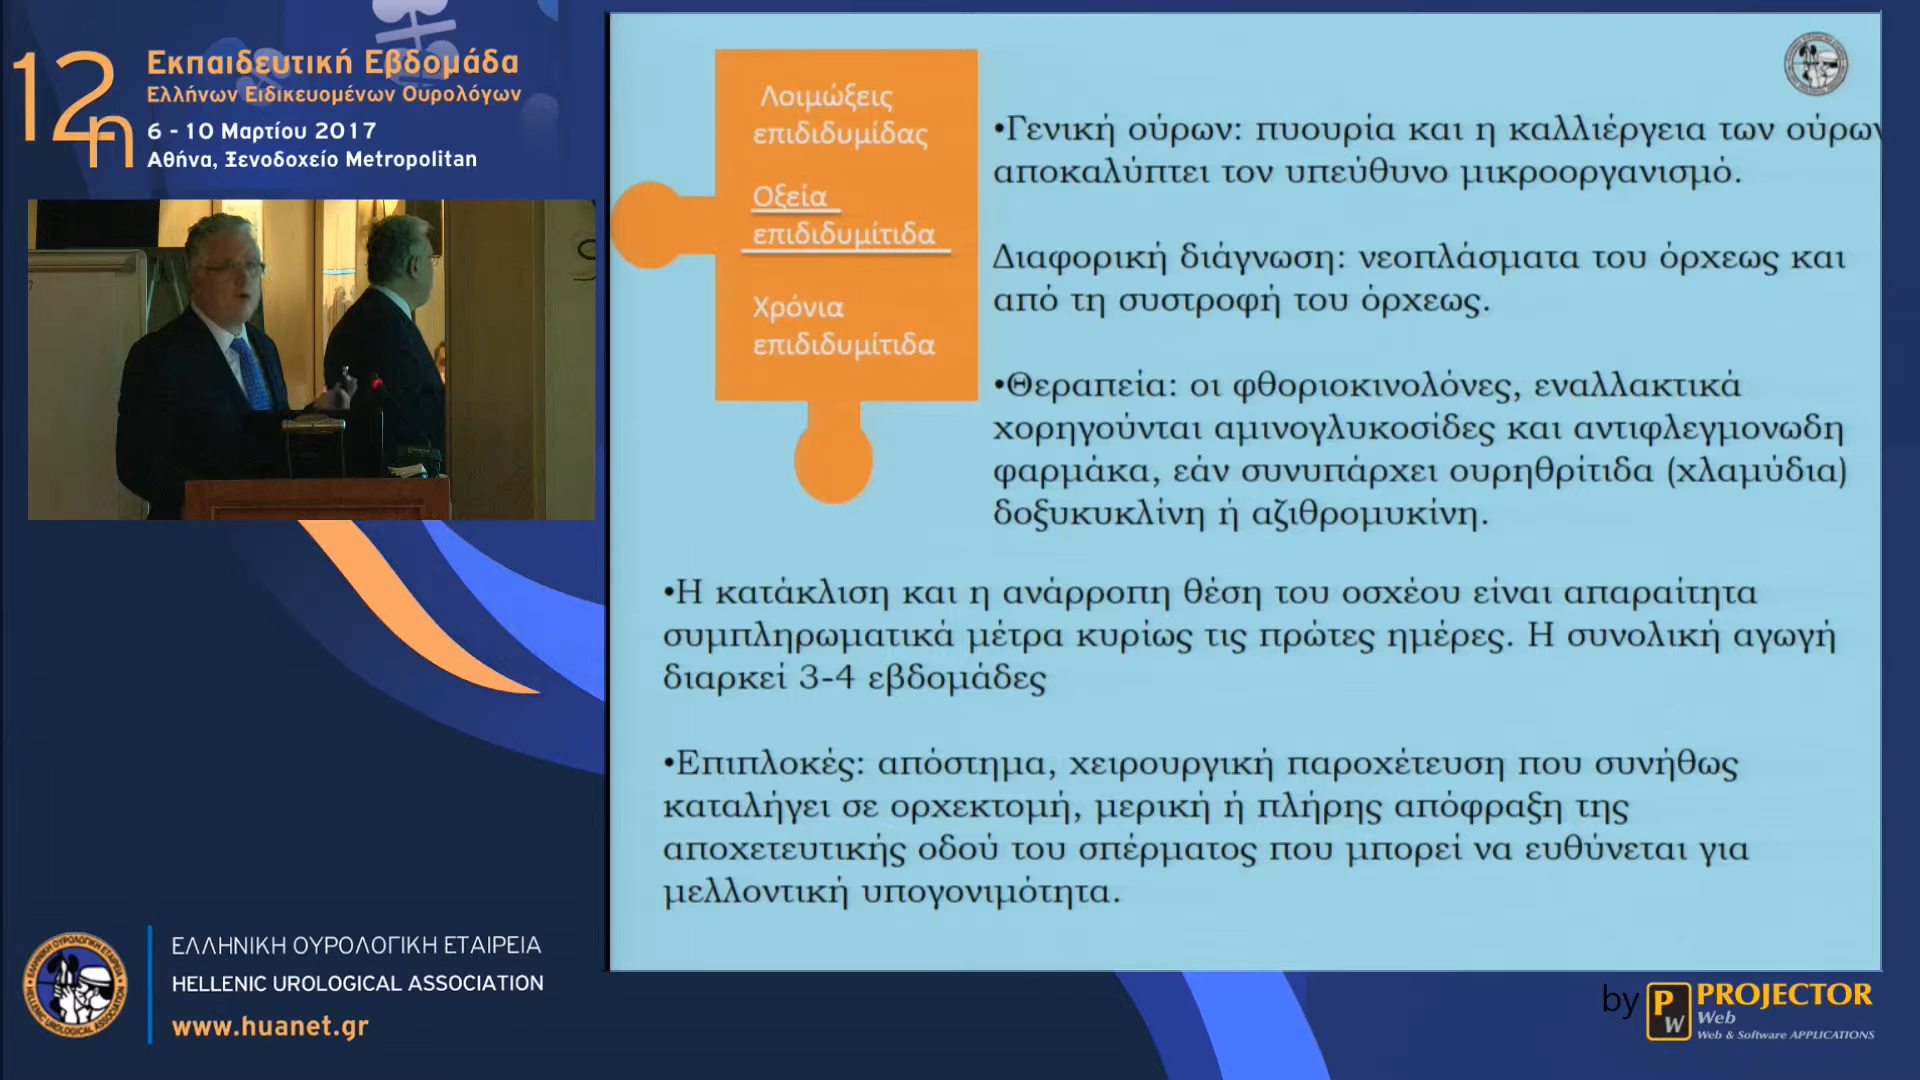 12η
Εκπαιδευτική Εβδομάδα
Ελλήνων Ειδικευομένων Ουρολόγων
6 - 10 Μαρτίου 2017
Αθήνα, Ξενοδοχείο Metropolitan
Λοιμώξεις
επιδιδυμίδας
Οξεία
επιδιδυμίτιδα
Χρόνια
επιδιδυμίτιδα
•Γενική ούρων: πυουρία και η καλλιέργεια των ούρων
αποκαλύπτει τον υπεύθυνο μικροοργανισμό.
Διαφορική διάγνωση: νεοπλάσματα του όρχεως και
από τη συστροφή του όρχεως.
•Θεραπεία: οι φθοριοκινολόνες, εναλλακτικά
χορηγούνται αμινογλυκοσίδες και αντιφλεγμονωδη
φαρμάκα, εάν συνυπάρχει ουρηθρίτιδα (χλαμύδια)
δοξυκυκλίνη ή αζιθρομυκίνη.
•Η κατάκλιση και η ανάρροπη θέση του οσχέου είναι απαραίτητα
συμπληρωματικά μέτρα κυρίως τις πρώτες ημέρες. Η συνολική αγωγή
διαρκεί 3-4 εβδομάδες
•Επιπλοκές: απόστημα, χειρουργική παροχέτευση που συνήθως
καταλήγει σε ορχεκτομή, μερική ή πλήρης απόφραξη της
αποχετευτικής οδού του σπέρματος που μπορεί να ευθύνεται για
μελλοντική υπογονιμότητα.
ΕΛΛΗΝΙΚΗ ΟΥΡΟΛΟΓΙΚΗ ΕΤΑΙΡΕΙΑ
HELLENIC UROLOGICAL ASSOCIATION
www.huanet.gr
by PW PROJECTOR
Web
Web & Software APPLICATIONS